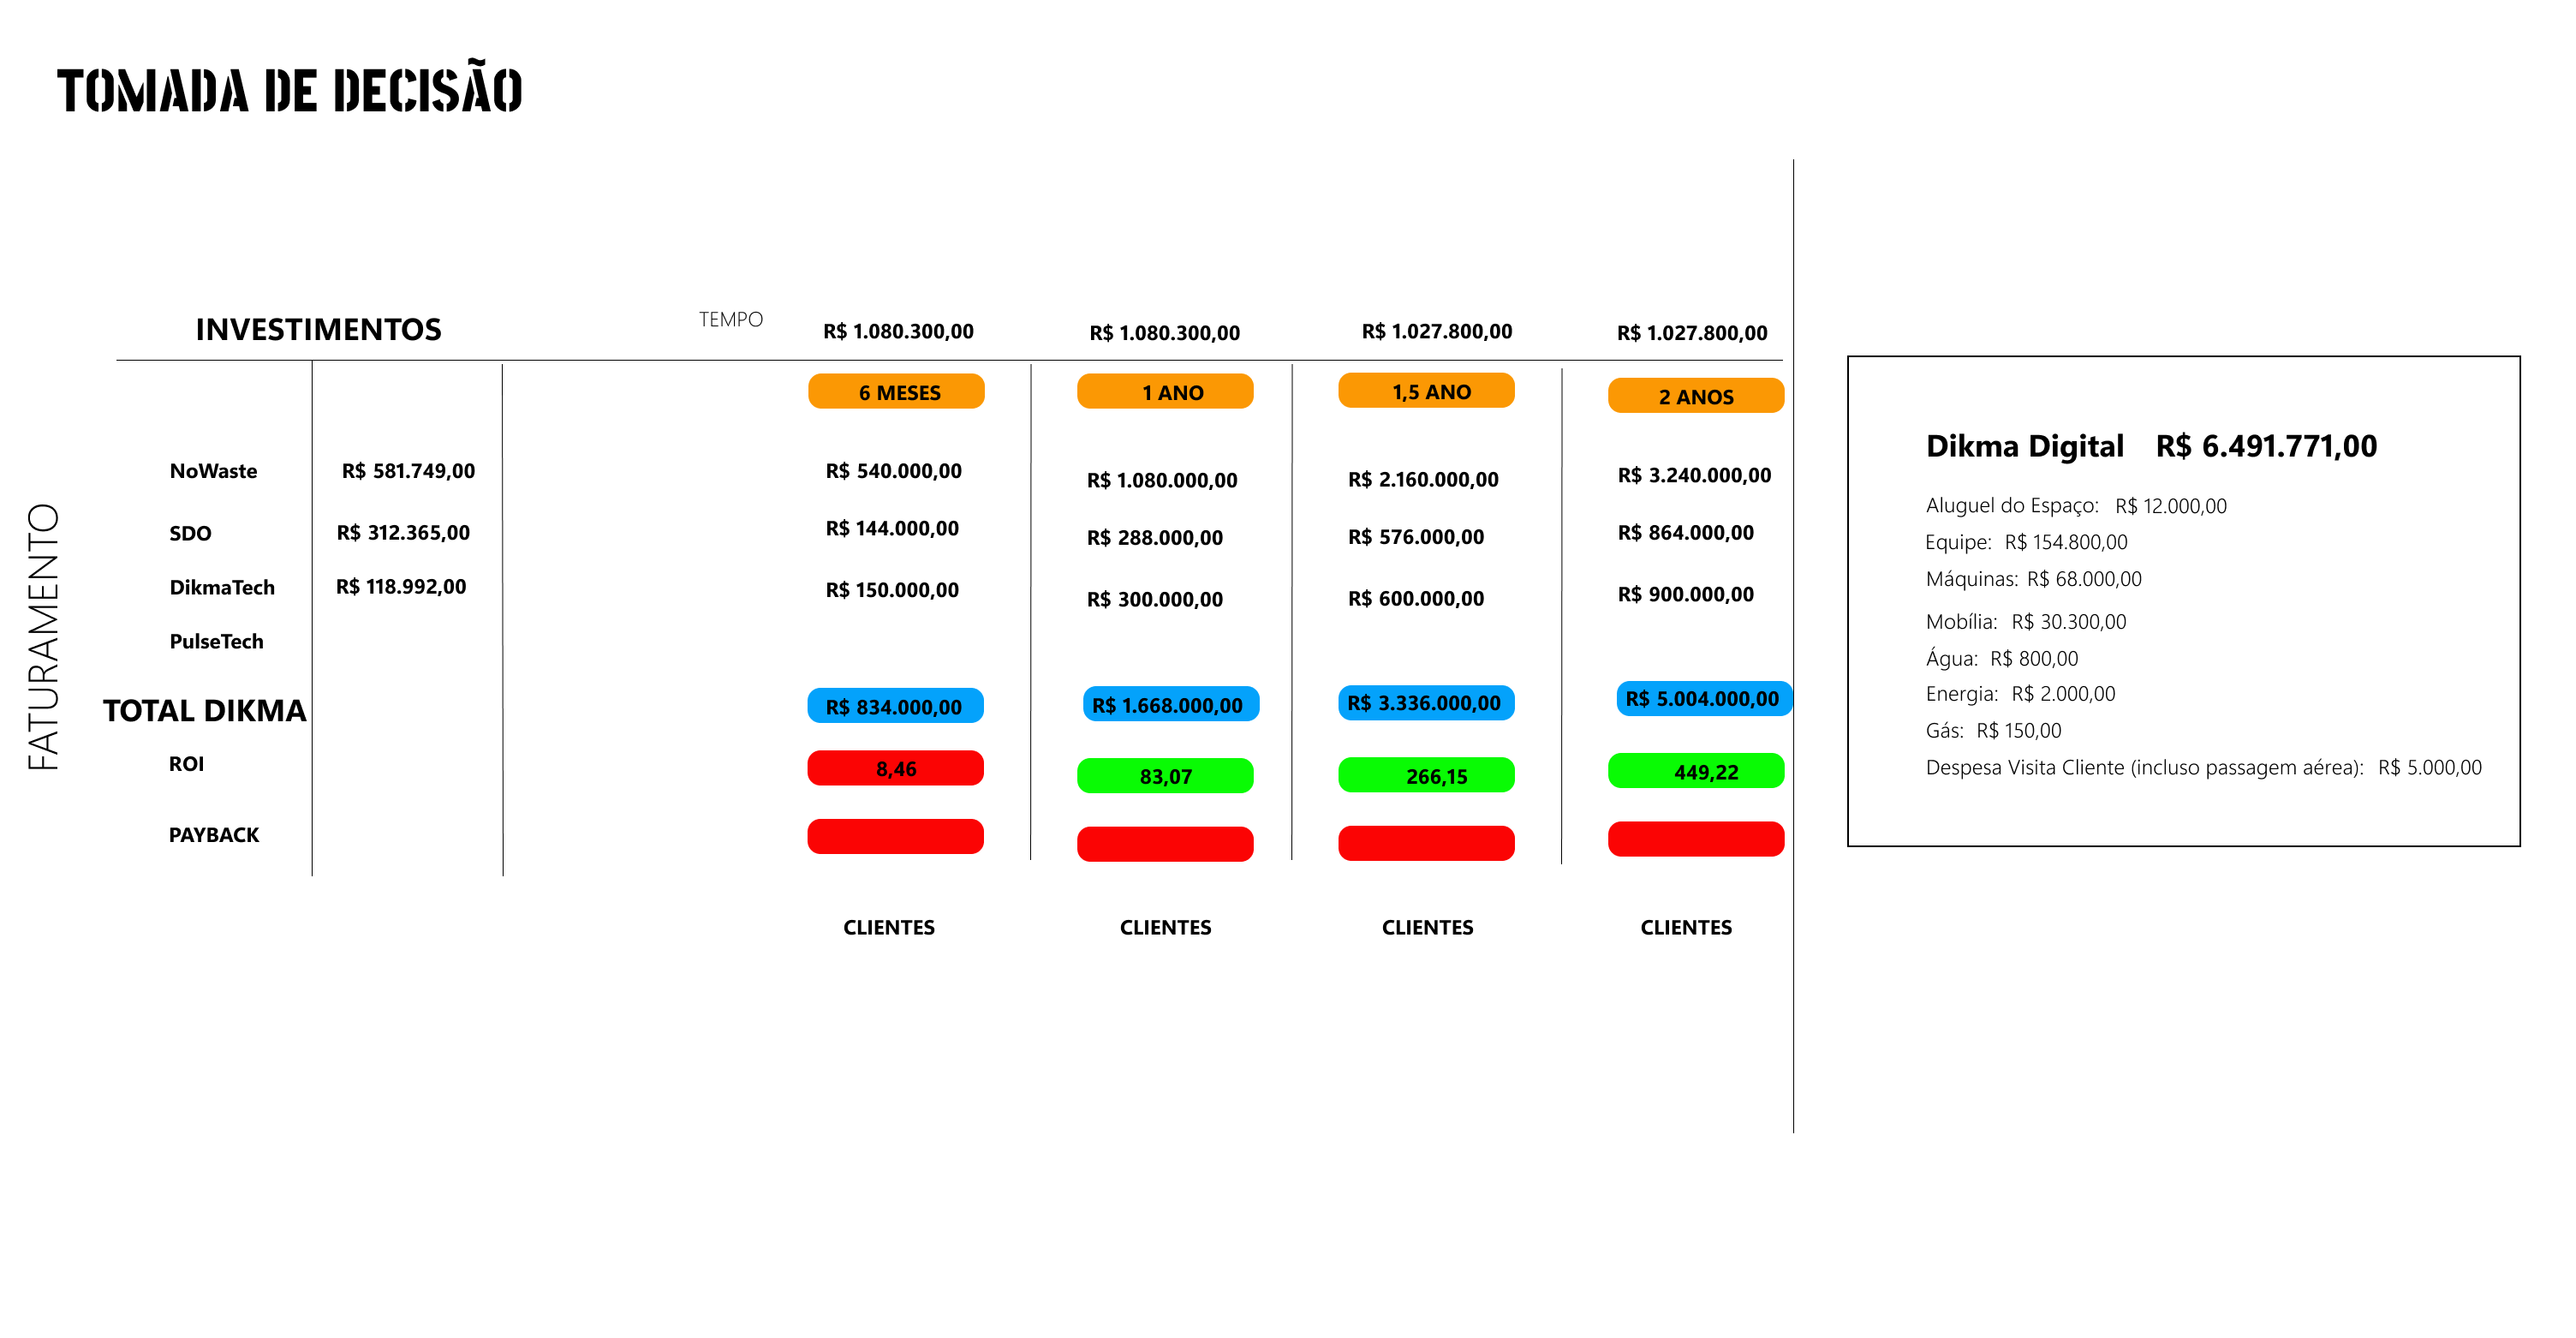 TOMADA DE DECISÃO
INVESTIMENTOS TEMPO R$ 1.080.300,00 R$ 1.080.300,00 R$ 1.027.800,00 R$ 1.027.800,00
6 MESES 1 ANO 1,5 ANO 2 ANOS
FATURAMENTO
NoWaste R$ 581.749,00 R$ 540.000,00 R$ 1.080.000,00 R$ 2.160.000,00 R$ 3.240.000,00
SDO R$ 312.365,00 R$ 144.000,00 R$ 288.000,00 R$ 576.000,00 R$ 864.000,00
DikmaTech R$ 118.992,00 R$ 150.000,00 R$ 300.000,00 R$ 600.000,00 R$ 900.000,00
PulseTech
TOTAL DIKMA R$ 834.000,00 R$ 1.668.000,00 R$ 3.336.000,00 R$ 5.004.000,00
ROI 8,46 83,07 266,15 449,22
PAYBACK
CLIENTES CLIENTES CLIENTES CLIENTES
Dikma Digital R$ 6.491.771,00
Aluguel do Espaço: R$ 12.000,00
Equipe: R$ 154.800,00
Máquinas: R$ 68.000,00
Mobília: R$ 30.300,00
Água: R$ 800,00
Energia: R$ 2.000,00
Gás: R$ 150,00
Despesa Visita Cliente (incluso passagem aérea): R$ 5.000,00